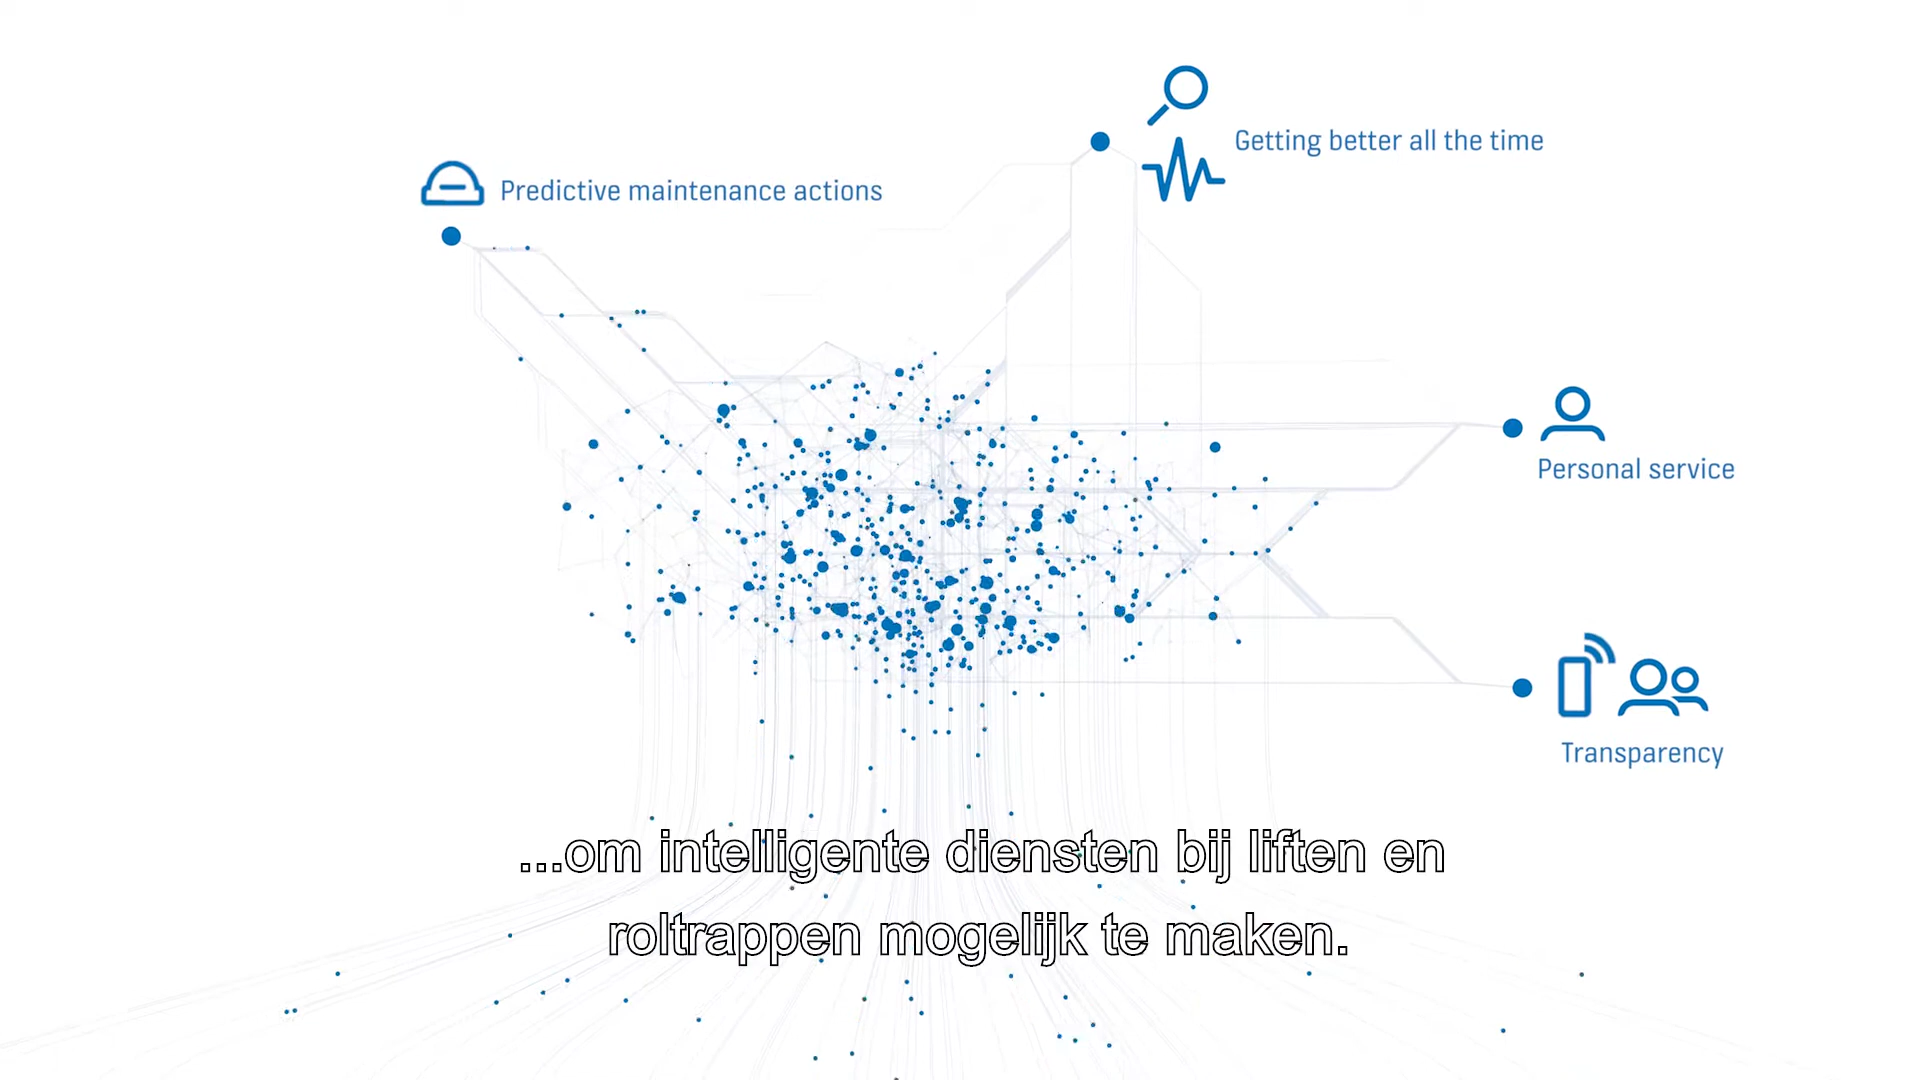 Getting better all the time
Predictive maintenance actions
Personal service
Transparency
...om intelligente diensten bij liften en
roltrappen mogelijk te maken.